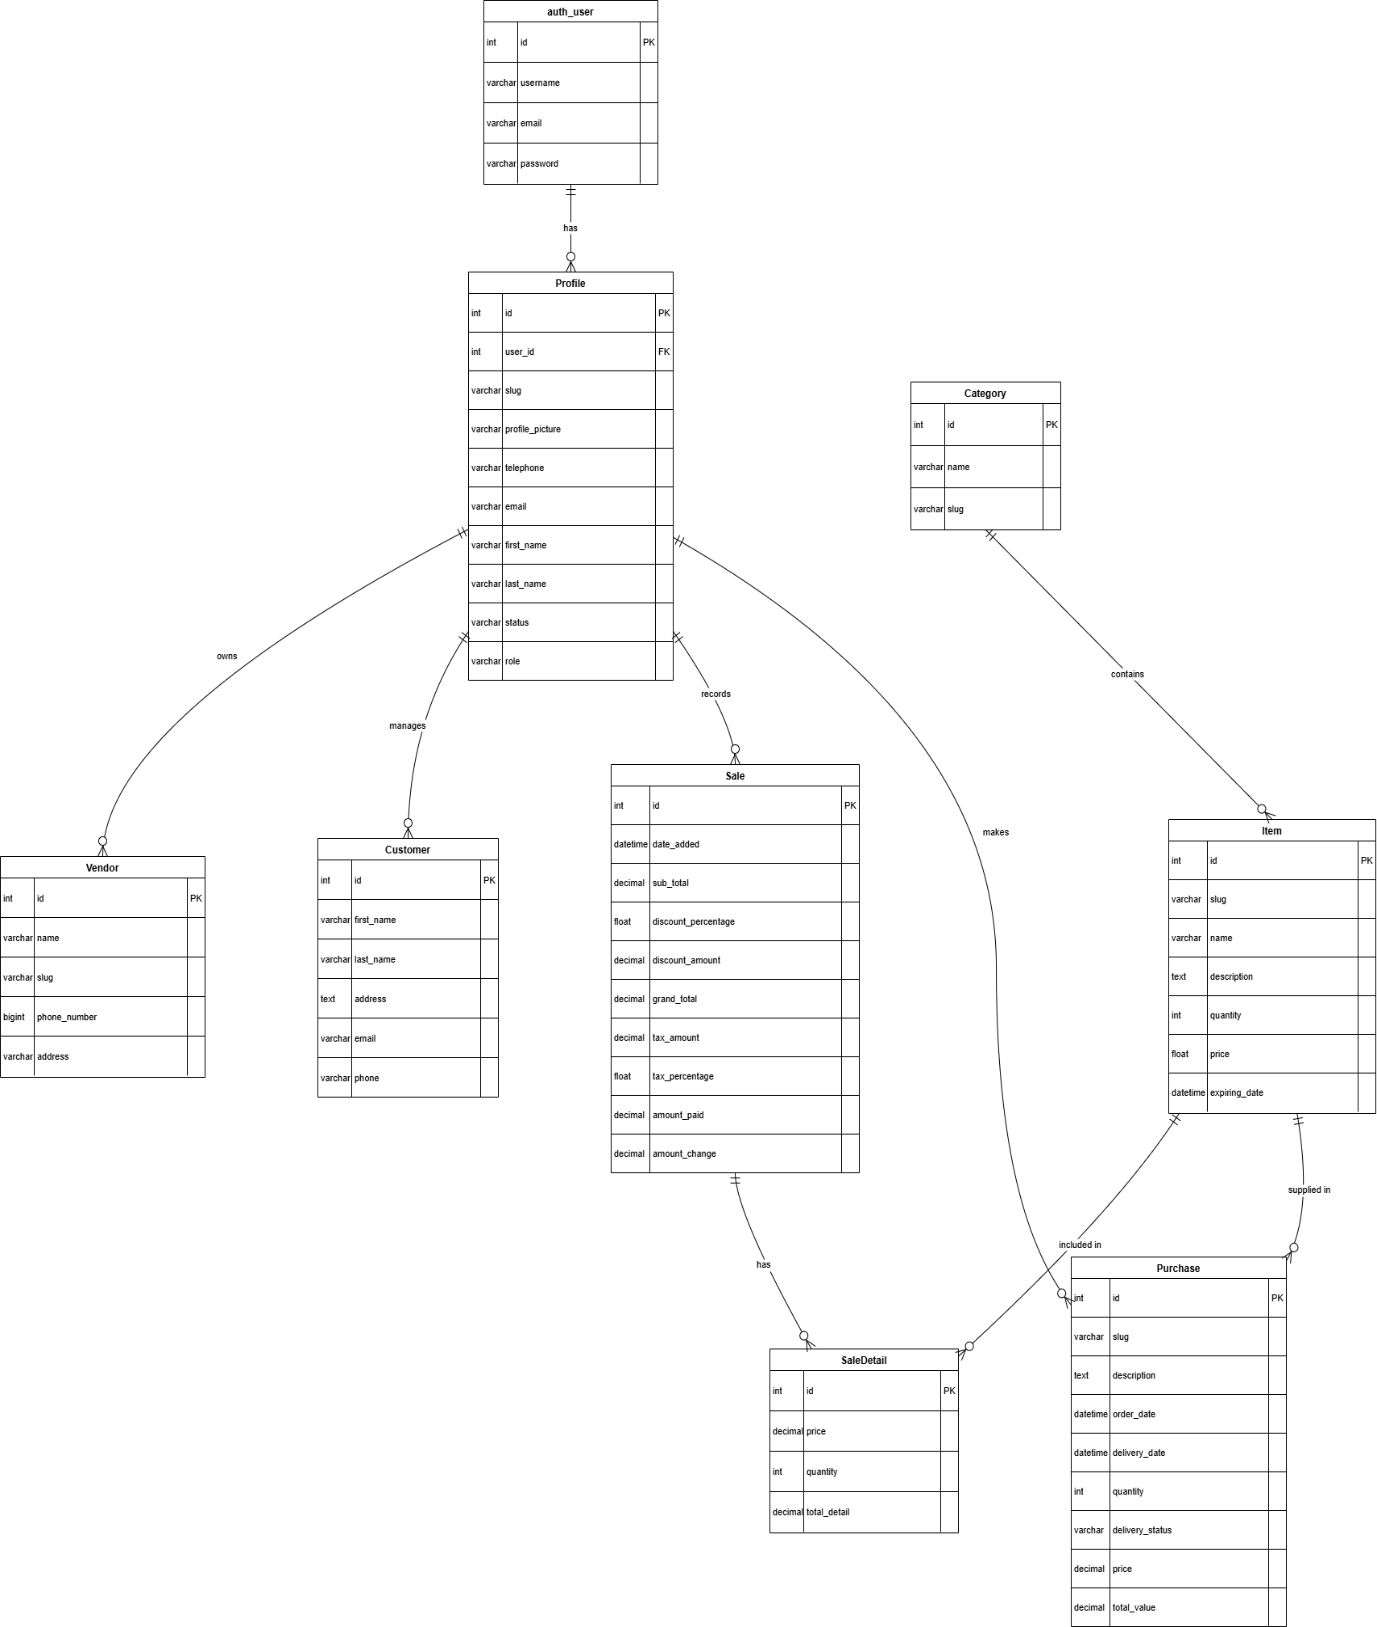 auth_user
int id PK
varchar username
varchar email
varchar password
has
Profile
int id PK
int user_id FK
varchar slug
varchar profile_picture
varchar telephone
varchar email
varchar first_name
varchar last_name
varchar status
varchar role
Category
int id PK
varchar name
varchar slug
owns
manages
records
makes
contains
Vendor
int id PK
varchar name
varchar slug
bigint phone_number
varchar address
Customer
int id PK
varchar first_name
varchar last_name
text address
varchar email
varchar phone
Sale
int id PK
datetime date_added
decimal sub_total
float discount_percentage
decimal discount_amount
decimal grand_total
decimal tax_amount
float tax_percentage
decimal amount_paid
decimal amount_change
Item
int id PK
varchar slug
varchar name
text description
int quantity
float price
datetime expiring_date
has
included in
supplied in
SaleDetail
int id PK
decimal price
int quantity
decimal total_detail
Purchase
int id PK
varchar slug
text description
datetime order_date
datetime delivery_date
int quantity
varchar delivery_status
decimal price
decimal total_value